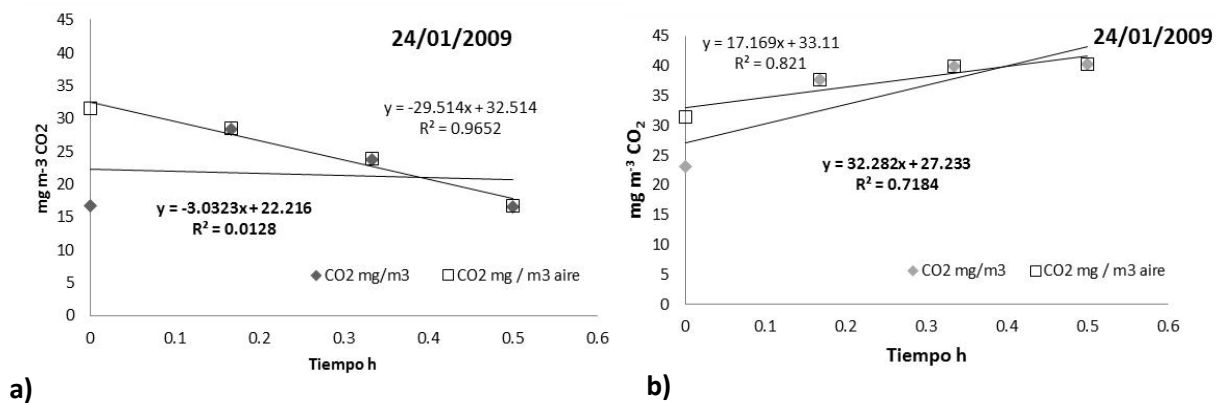 24/01/2009
45
40
35
30
25
20
15
10
5
0
mg m-3 CO2
y = -29.514x + 32.514
R² = 0.9652
y = -3.0323x + 22.216
R² = 0.0128
CO2 mg/m3
CO2 mg / m3 aire
0 0.1 0.2 0.3 0.4 0.5 0.6
Tiempo h
a)
24/01/2009
45
40
35
30
25
20
15
10
5
0
mg m⁻³ CO₂
y = 17.169x + 33.11
R² = 0.821
y = 32.282x + 27.233
R² = 0.7184
CO2 mg/m3
CO2 mg / m3 aire
0 0.1 0.2 0.3 0.4 0.5 0.6
Tiempo h
b)